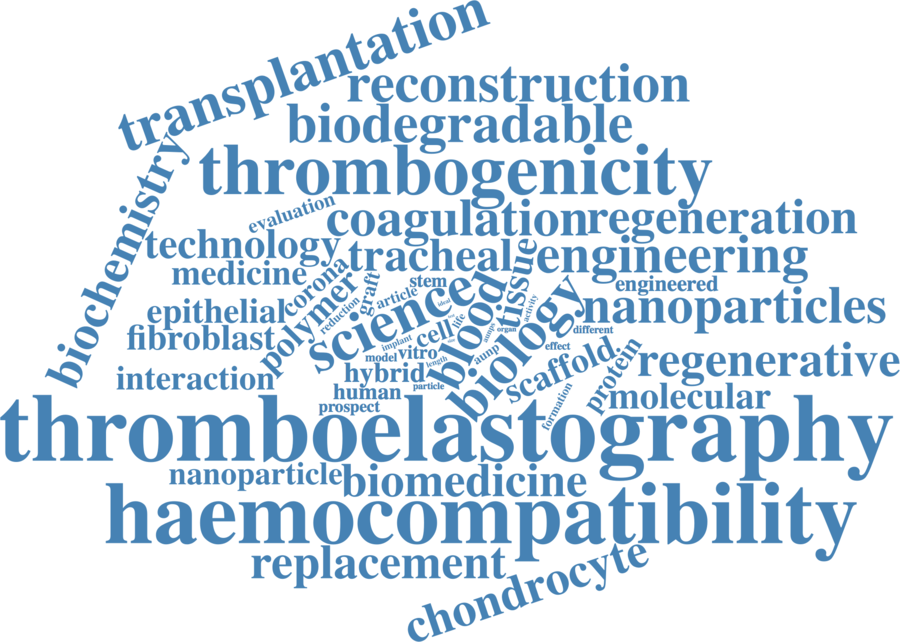 transplantation
reconstruction
biodegradable
thrombogenicity
biochemistry
evaluation
coagulation
regeneration
technology
tracheal
tissue
engineering
medicine
corona
polymer
graft
article
stem
science
blood
biology
engineered
nanoparticles
epithelial
reduction
ideal
activity
life
cell
aunps
organ
different
fibroblast
implant
model
vitro
length
aunp
effect
scaffold
protein
regenerative
interaction
hybrid
particle
human
prospect
formation
molecular
thromboelastography
nanoparticle
biomedicine
haemocompatibility
replacement
chondrocyte